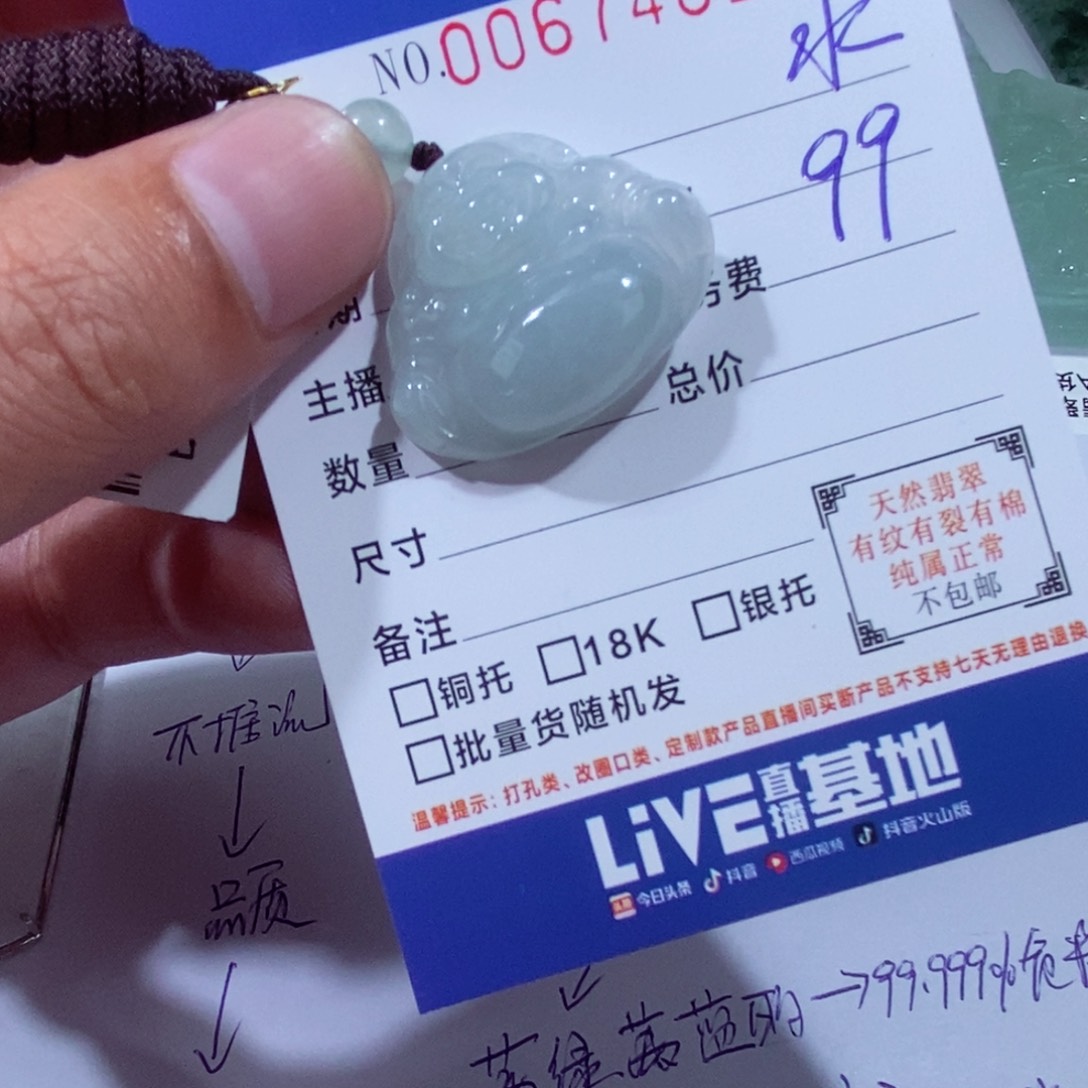 NO.00674
水
99
费
主播
总价
数量
尺寸
备注
□铜托 □18K □银托
□批量货随机发
天然翡翠
有纹有裂有棉
纯属正常
不包邮
温馨提示：打孔类、改圈口类、定制款产品直播间买断产品不支持七天无理由退换
LiVE直播基地
今日头条 抖音 西瓜视频 抖音火山版
不推流
↓
品质
↓
→99.999%